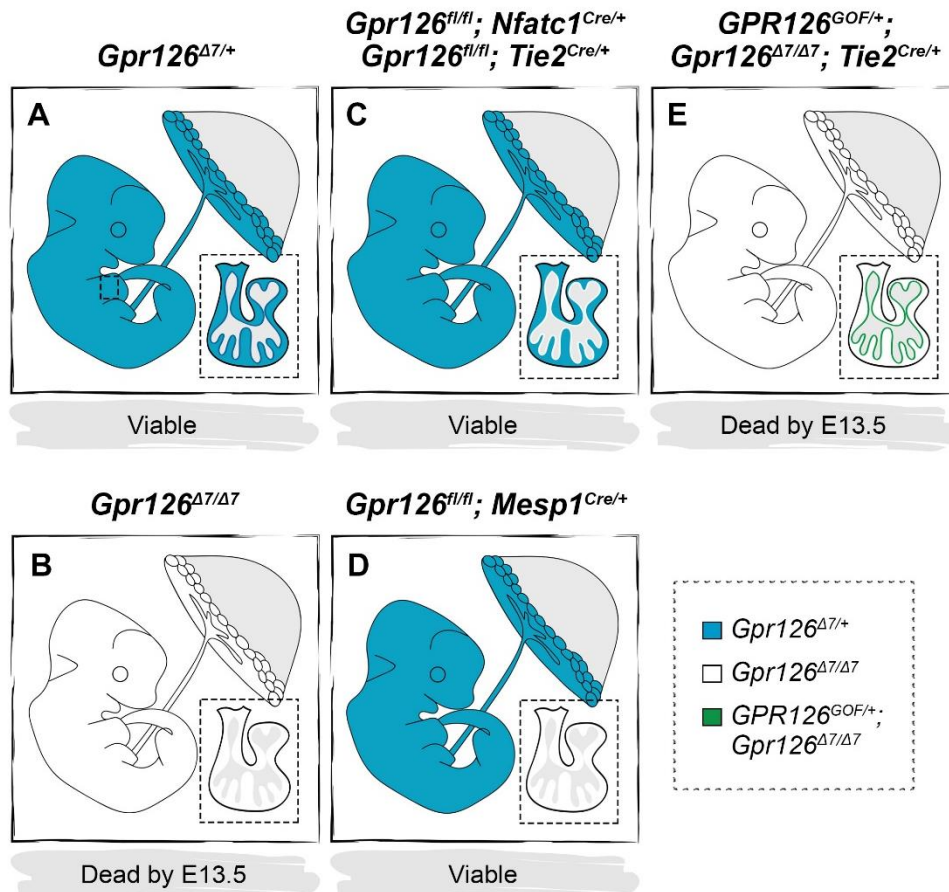 Gpr126Δ7/+
Gpr126fl/fl; Nfatc1Cre/+
Gpr126fl/fl; Tie2Cre/+
GPR126GOF/+;
Gpr126Δ7/Δ7; Tie2Cre/+
A
C
E
Viable
Viable
Dead by E13.5
Gpr126Δ7/Δ7
Gpr126fl/fl; Mesp1Cre/+
B
D
Gpr126Δ7/+
Gpr126Δ7/Δ7
GPR126GOF/+;
Gpr126Δ7/Δ7
Dead by E13.5
Viable